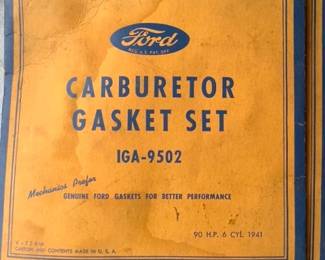 Ford
REG. U.S. PAT. OFF.
CARBURETOR
GASKET SET
1GA-9502
Mechanics Prefer
GENUINE FORD GASKETS FOR BETTER PERFORMANCE
90 H.P. 6 CYL. 1941
CARTON AND CONTENTS MADE IN U. S. A.